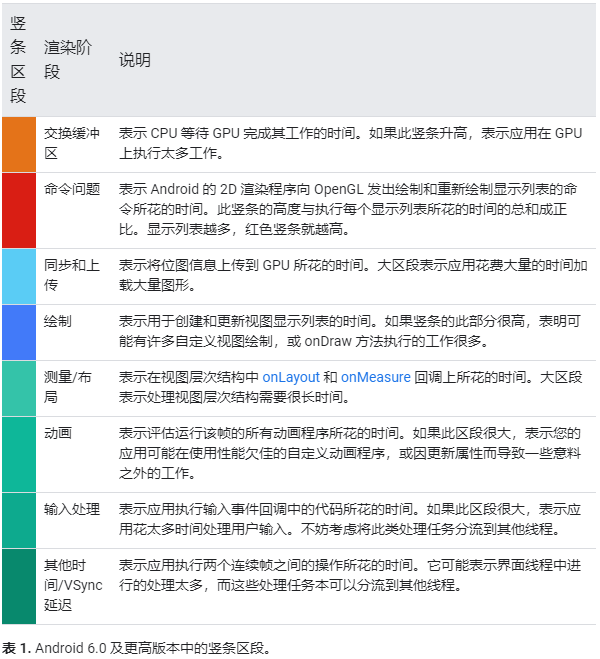 竖
条
区
段
渲染阶
段
说明
交换缓冲
区
表示 CPU 等待 GPU 完成其工作的时间。如果此竖条升高，表示应用在 GPU
上执行太多工作。
命令问题
表示 Android 的 2D 渲染程序向 OpenGL 发出绘制和重新绘制显示列表的命
令所花的时间。此竖条的高度与执行每个显示列表所花的时间的总和成正
比。显示列表越多，红色竖条就越高。
同步和上
传
表示将位图信息上传到 GPU 所花的时间。大区段表示应用花费大量的时间加
载大量图形。
绘制
表示用于创建和更新视图显示列表的时间。如果竖条的此部分很高，表明可
能有许多自定义视图绘制，或 onDraw 方法执行的工作很多。
测量/布
局
表示在视图层次结构中 onLayout 和 onMeasure 回调上所花的时间。大区段
表示处理视图层次结构需要很长时间。
动画
表示评估运行该帧的所有动画程序所花的时间。如果此区段很大，表示您的
应用可能在使用性能欠佳的自定义动画程序，或因更新属性而导致一些意料
之外的工作。
输入处理
表示应用执行输入事件回调中的代码所花的时间。如果此区段很大，表示应
用花太多时间处理用户输入。不妨考虑将此类处理任务分流到其他线程。
其他时
间/VSync
延迟
表示应用执行两个连续帧之间的操作所花的时间。它可能表示界面线程中进
行的处理太多，而这些处理任务本可以分流到其他线程。
表 1. Android 6.0 及更高版本中的竖条区段。